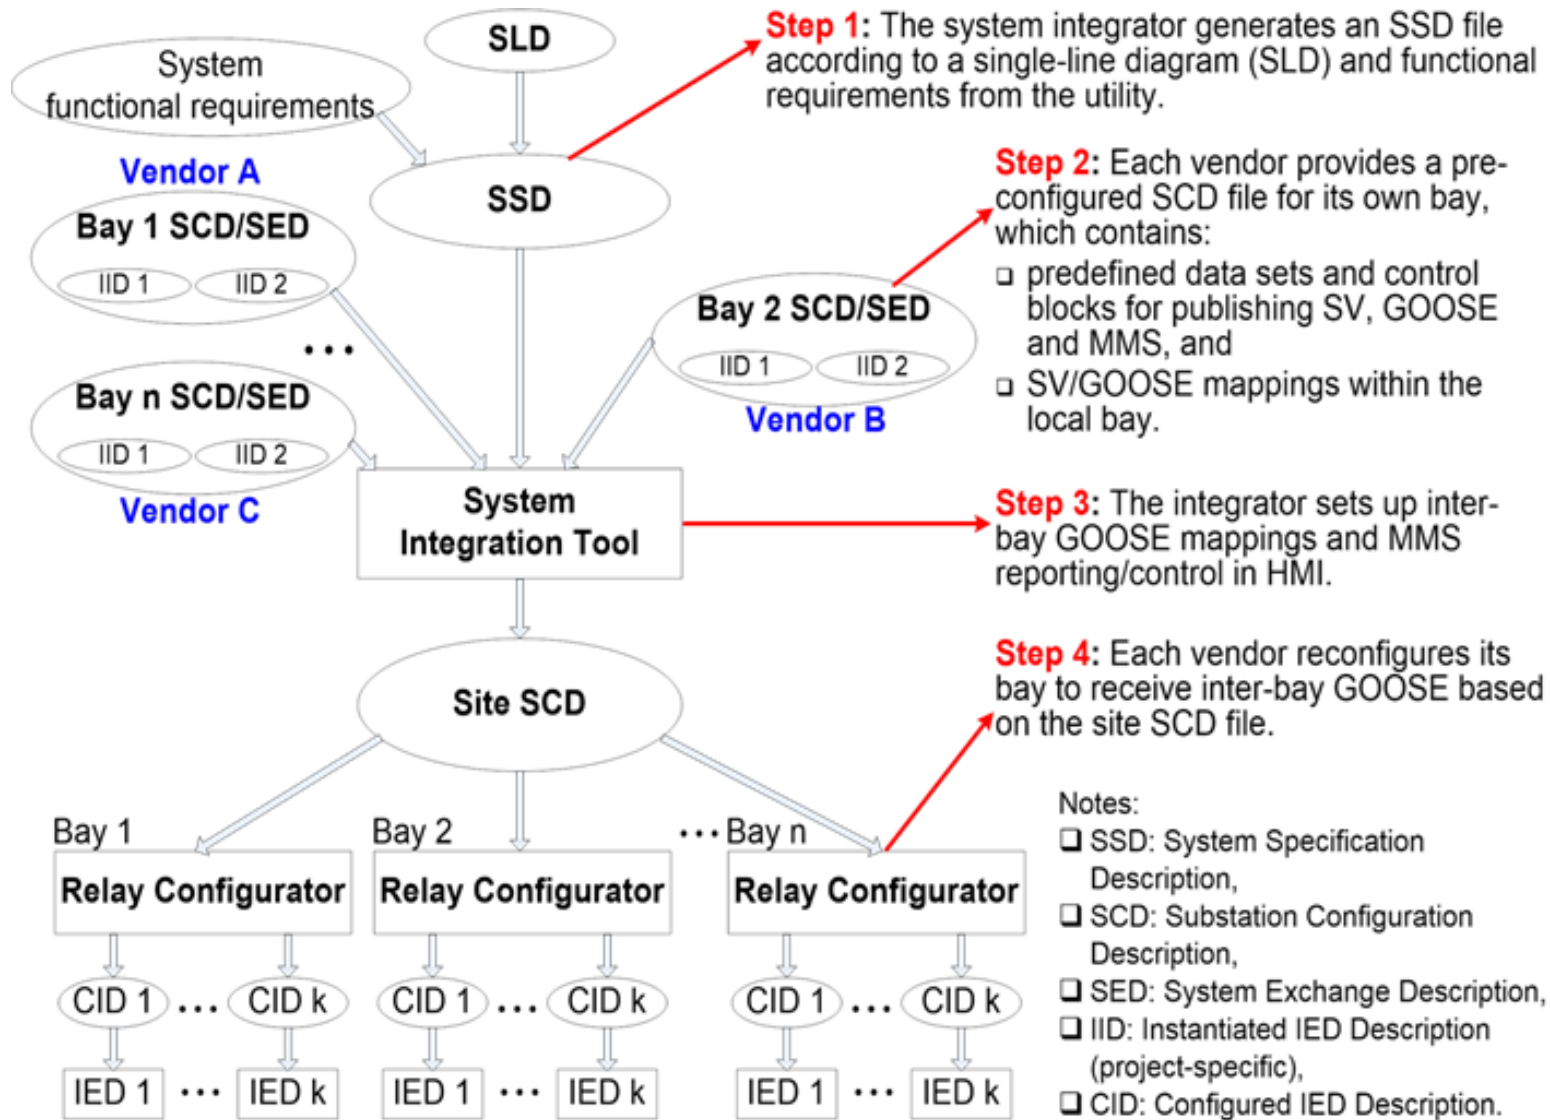 SLD
System
functional requirements
SSD
Vendor A
Bay 1 SCD/SED
IID 1
IID 2
...
Bay n SCD/SED
IID 1
IID 2
Vendor C
Bay 2 SCD/SED
IID 1
IID 2
Vendor B
System
Integration Tool
Site SCD
Bay 1
Bay 2
... Bay n
Relay Configurator
Relay Configurator
Relay Configurator
CID 1 ... CID k
CID 1 ... CID k
CID 1 ... CID k
IED 1 ... IED k
IED 1 ... IED k
IED 1 ... IED k
Step 1: The system integrator generates an SSD file
according to a single-line diagram (SLD) and functional
requirements from the utility.
Step 2: Each vendor provides a pre-
configured SCD file for its own bay,
which contains:
❑ predefined data sets and control
blocks for publishing SV, GOOSE
and MMS, and
❑ SV/GOOSE mappings within the
local bay.
Step 3: The integrator sets up inter-
bay GOOSE mappings and MMS
reporting/control in HMI.
Step 4: Each vendor reconfigures its
bay to receive inter-bay GOOSE based
on the site SCD file.
Notes:
❑ SSD: System Specification
Description,
❑ SCD: Substation Configuration
Description,
❑ SED: System Exchange Description,
❑ IID: Instantiated IED Description
(project-specific),
❑ CID: Configured IED Description.